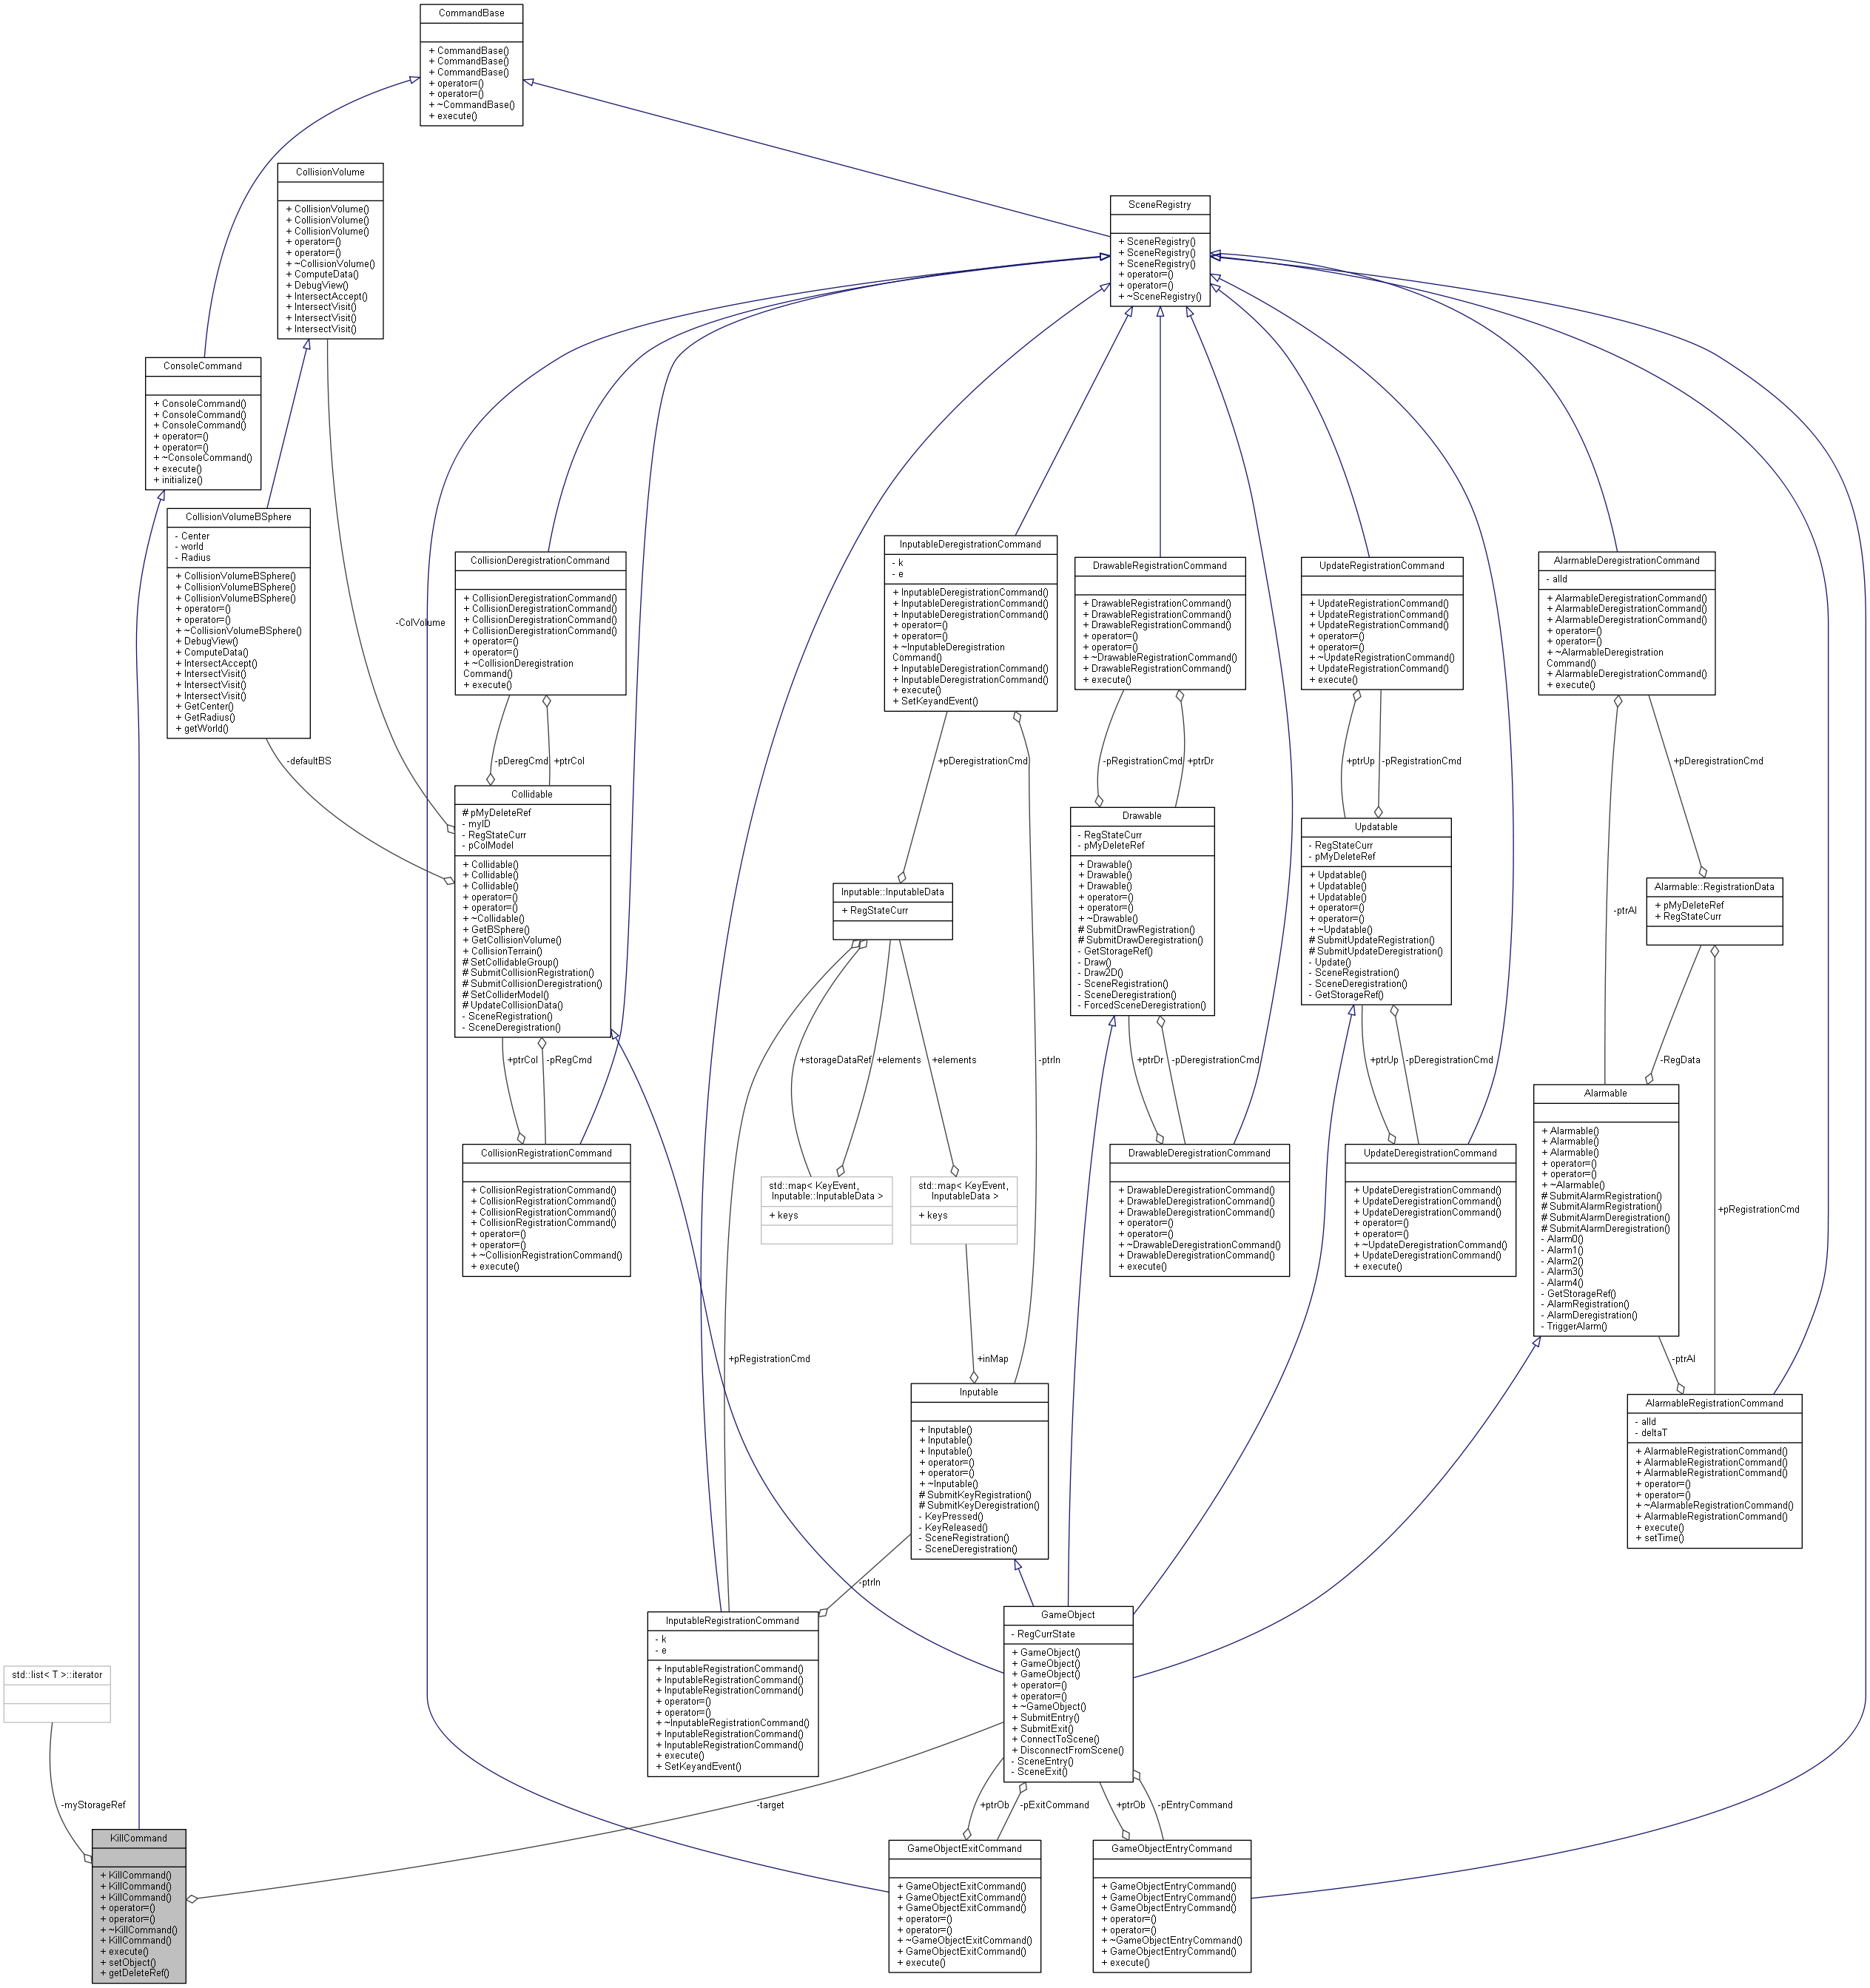 CommandBase
+ CommandBase()
+ CommandBase()
+ CommandBase()
+ operator=()
+ operator=()
+ ~CommandBase()
+ execute()
CollisionVolume
+ CollisionVolume()
+ CollisionVolume()
+ CollisionVolume()
+ operator=()
+ operator=()
+ ~CollisionVolume()
+ ComputeData()
+ DebugView()
+ IntersectAccept()
+ IntersectVisit()
+ IntersectVisit()
+ IntersectVisit()
SceneRegistry
+ SceneRegistry()
+ SceneRegistry()
+ SceneRegistry()
+ operator=()
+ operator=()
+ ~SceneRegistry()
ConsoleCommand
+ ConsoleCommand()
+ ConsoleCommand()
+ ConsoleCommand()
+ operator=()
+ operator=()
+ ~ConsoleCommand()
+ execute()
+ initialize()
CollisionVolumeBSphere
- Center
- world
- Radius
+ CollisionVolumeBSphere()
+ CollisionVolumeBSphere()
+ CollisionVolumeBSphere()
+ operator=()
+ operator=()
+ ~CollisionVolumeBSphere()
+ DebugView()
+ ComputeData()
+ IntersectAccept()
+ IntersectVisit()
+ IntersectVisit()
+ IntersectVisit()
+ GetCenter()
+ GetRadius()
+ getWorld()
-ColVolume
CollisionDeregistrationCommand
+ CollisionDeregistrationCommand()
+ CollisionDeregistrationCommand()
+ CollisionDeregistrationCommand()
+ CollisionDeregistrationCommand()
+ operator=()
+ operator=()
+ ~CollisionDeregistration
Command()
+ execute()
InputableDeregistrationCommand
- k
- e
+ InputableDeregistrationCommand()
+ InputableDeregistrationCommand()
+ InputableDeregistrationCommand()
+ operator=()
+ operator=()
+ ~InputableDeregistration
Command()
+ InputableDeregistrationCommand()
+ InputableDeregistrationCommand()
+ execute()
+ SetKeyandEvent()
DrawableRegistrationCommand
+ DrawableRegistrationCommand()
+ DrawableRegistrationCommand()
+ DrawableRegistrationCommand()
+ operator=()
+ operator=()
+ ~DrawableRegistrationCommand()
+ DrawableRegistrationCommand()
+ execute()
UpdateRegistrationCommand
+ UpdateRegistrationCommand()
+ UpdateRegistrationCommand()
+ UpdateRegistrationCommand()
+ operator=()
+ operator=()
+ ~UpdateRegistrationCommand()
+ UpdateRegistrationCommand()
+ execute()
AlarmableDeregistrationCommand
- alId
+ AlarmableDeregistrationCommand()
+ AlarmableDeregistrationCommand()
+ AlarmableDeregistrationCommand()
+ operator=()
+ operator=()
+ ~AlarmableDeregistration
Command()
+ AlarmableDeregistrationCommand()
+ execute()
-defaultBS
-pDeregCmd
+ptrCol
+pDeregistrationCmd
-pRegistrationCmd
+ptrDr
+ptrUp
-pRegistrationCmd
+pDeregistrationCmd
Collidable
# pMyDeleteRef
- myID
- RegStateCurr
- pColModel
+ Collidable()
+ Collidable()
+ Collidable()
+ operator=()
+ operator=()
+ ~Collidable()
+ GetBSphere()
+ GetCollisionVolume()
+ CollisionTerrain()
# SetCollidableGroup()
# SubmitCollisionRegistration()
# SubmitCollisionDeregistration()
# SetColliderModel()
# UpdateCollisionData()
- SceneRegistration()
- SceneDeregistration()
Inputable::InputableData
+ RegStateCurr
Drawable
- RegStateCurr
- pMyDeleteRef
+ Drawable()
+ Drawable()
+ Drawable()
+ operator=()
+ operator=()
+ ~Drawable()
# SubmitDrawRegistration()
# SubmitDrawDeregistration()
- GetStorageRef()
- Draw()
- Draw2D()
- SceneRegistration()
- SceneDeregistration()
- ForcedSceneDeregistration()
Updatable
- RegStateCurr
- pMyDeleteRef
+ Updatable()
+ Updatable()
+ Updatable()
+ operator=()
+ operator=()
+ ~Updatable()
# SubmitUpdateRegistration()
# SubmitUpdateDeregistration()
- Update()
- SceneRegistration()
- SceneDeregistration()
- GetStorageRef()
-ptrAl
Alarmable::RegistrationData
+ pMyDeleteRef
+ RegStateCurr
+ptrCol
-pRegCmd
+storageDataRef
+elements
+elements
-ptrIn
+ptrDr
-pDeregistrationCmd
+ptrUp
-pDeregistrationCmd
-RegData
+pRegistrationCmd
CollisionRegistrationCommand
+ CollisionRegistrationCommand()
+ CollisionRegistrationCommand()
+ CollisionRegistrationCommand()
+ CollisionRegistrationCommand()
+ operator=()
+ operator=()
+ ~CollisionRegistrationCommand()
+ execute()
std::map< KeyEvent,
Inputable::InputableData >
+ keys
std::map< KeyEvent,
InputableData >
+ keys
DrawableDeregistrationCommand
+ DrawableDeregistrationCommand()
+ DrawableDeregistrationCommand()
+ DrawableDeregistrationCommand()
+ operator=()
+ operator=()
+ ~DrawableDeregistrationCommand()
+ DrawableDeregistrationCommand()
+ execute()
UpdateDeregistrationCommand
+ UpdateDeregistrationCommand()
+ UpdateDeregistrationCommand()
+ UpdateDeregistrationCommand()
+ operator=()
+ operator=()
+ ~UpdateDeregistrationCommand()
+ UpdateDeregistrationCommand()
+ execute()
Alarmable
+ Alarmable()
+ Alarmable()
+ Alarmable()
+ operator=()
+ operator=()
+ ~Alarmable()
# SubmitAlarmRegistration()
# SubmitAlarmRegistration()
# SubmitAlarmDeregistration()
# SubmitAlarmDeregistration()
- Alarm0()
- Alarm1()
- Alarm2()
- Alarm3()
- Alarm4()
- GetStorageRef()
- AlarmRegistration()
- AlarmDeregistration()
- TriggerAlarm()
+pRegistrationCmd
+inMap
-ptrAl
Inputable
+ Inputable()
+ Inputable()
+ Inputable()
+ operator=()
+ operator=()
+ ~Inputable()
# SubmitKeyRegistration()
# SubmitKeyDeregistration()
- KeyPressed()
- KeyReleased()
- SceneRegistration()
- SceneDeregistration()
AlarmableRegistrationCommand
- alId
- deltaT
+ AlarmableRegistrationCommand()
+ AlarmableRegistrationCommand()
+ AlarmableRegistrationCommand()
+ operator=()
+ operator=()
+ ~AlarmableRegistrationCommand()
+ AlarmableRegistrationCommand()
+ execute()
+ setTime()
-ptrIn
InputableRegistrationCommand
- k
- e
+ InputableRegistrationCommand()
+ InputableRegistrationCommand()
+ InputableRegistrationCommand()
+ operator=()
+ operator=()
+ ~InputableRegistrationCommand()
+ InputableRegistrationCommand()
+ InputableRegistrationCommand()
+ execute()
+ SetKeyandEvent()
GameObject
- RegCurrState
+ GameObject()
+ GameObject()
+ GameObject()
+ operator=()
+ operator=()
+ ~GameObject()
+ SubmitEntry()
+ SubmitExit()
+ ConnectToScene()
+ DisconnectFromScene()
- SceneEntry()
- SceneExit()
std::list< T >::iterator
-myStorageRef
-target
+ptrOb
-pExitCommand
+ptrOb
-pEntryCommand
KillCommand
+ KillCommand()
+ KillCommand()
+ KillCommand()
+ operator=()
+ operator=()
+ ~KillCommand()
+ KillCommand()
+ execute()
+ setObject()
+ getDeleteRef()
GameObjectExitCommand
+ GameObjectExitCommand()
+ GameObjectExitCommand()
+ GameObjectExitCommand()
+ operator=()
+ operator=()
+ ~GameObjectExitCommand()
+ GameObjectExitCommand()
+ execute()
GameObjectEntryCommand
+ GameObjectEntryCommand()
+ GameObjectEntryCommand()
+ GameObjectEntryCommand()
+ operator=()
+ operator=()
+ ~GameObjectEntryCommand()
+ GameObjectEntryCommand()
+ execute()